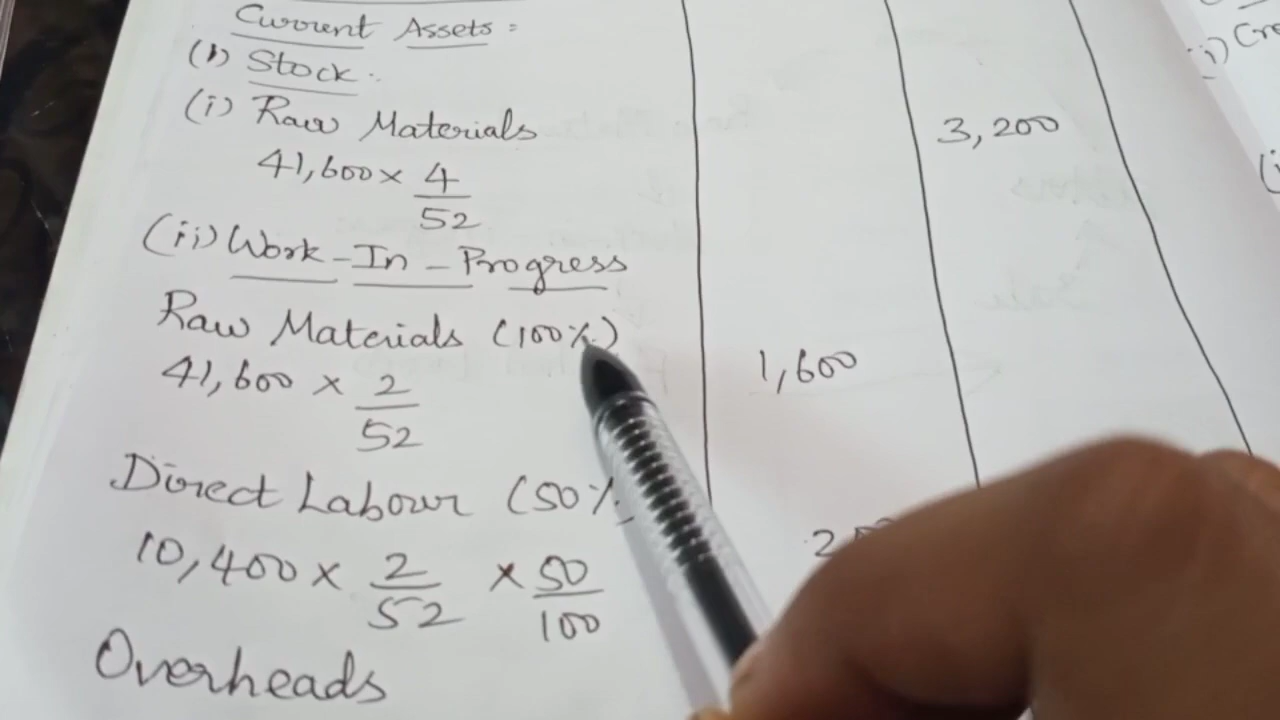 Current Assets :
(1) Stock :
(i) Raw Materials 3,200
41,600 × 4/52
(ii) Work-In-Progress
Raw Materials (100%) 1,600
41,600 × 2/52
Direct Labour (50%
10,400 × 2/52 × 50/100
Overheads